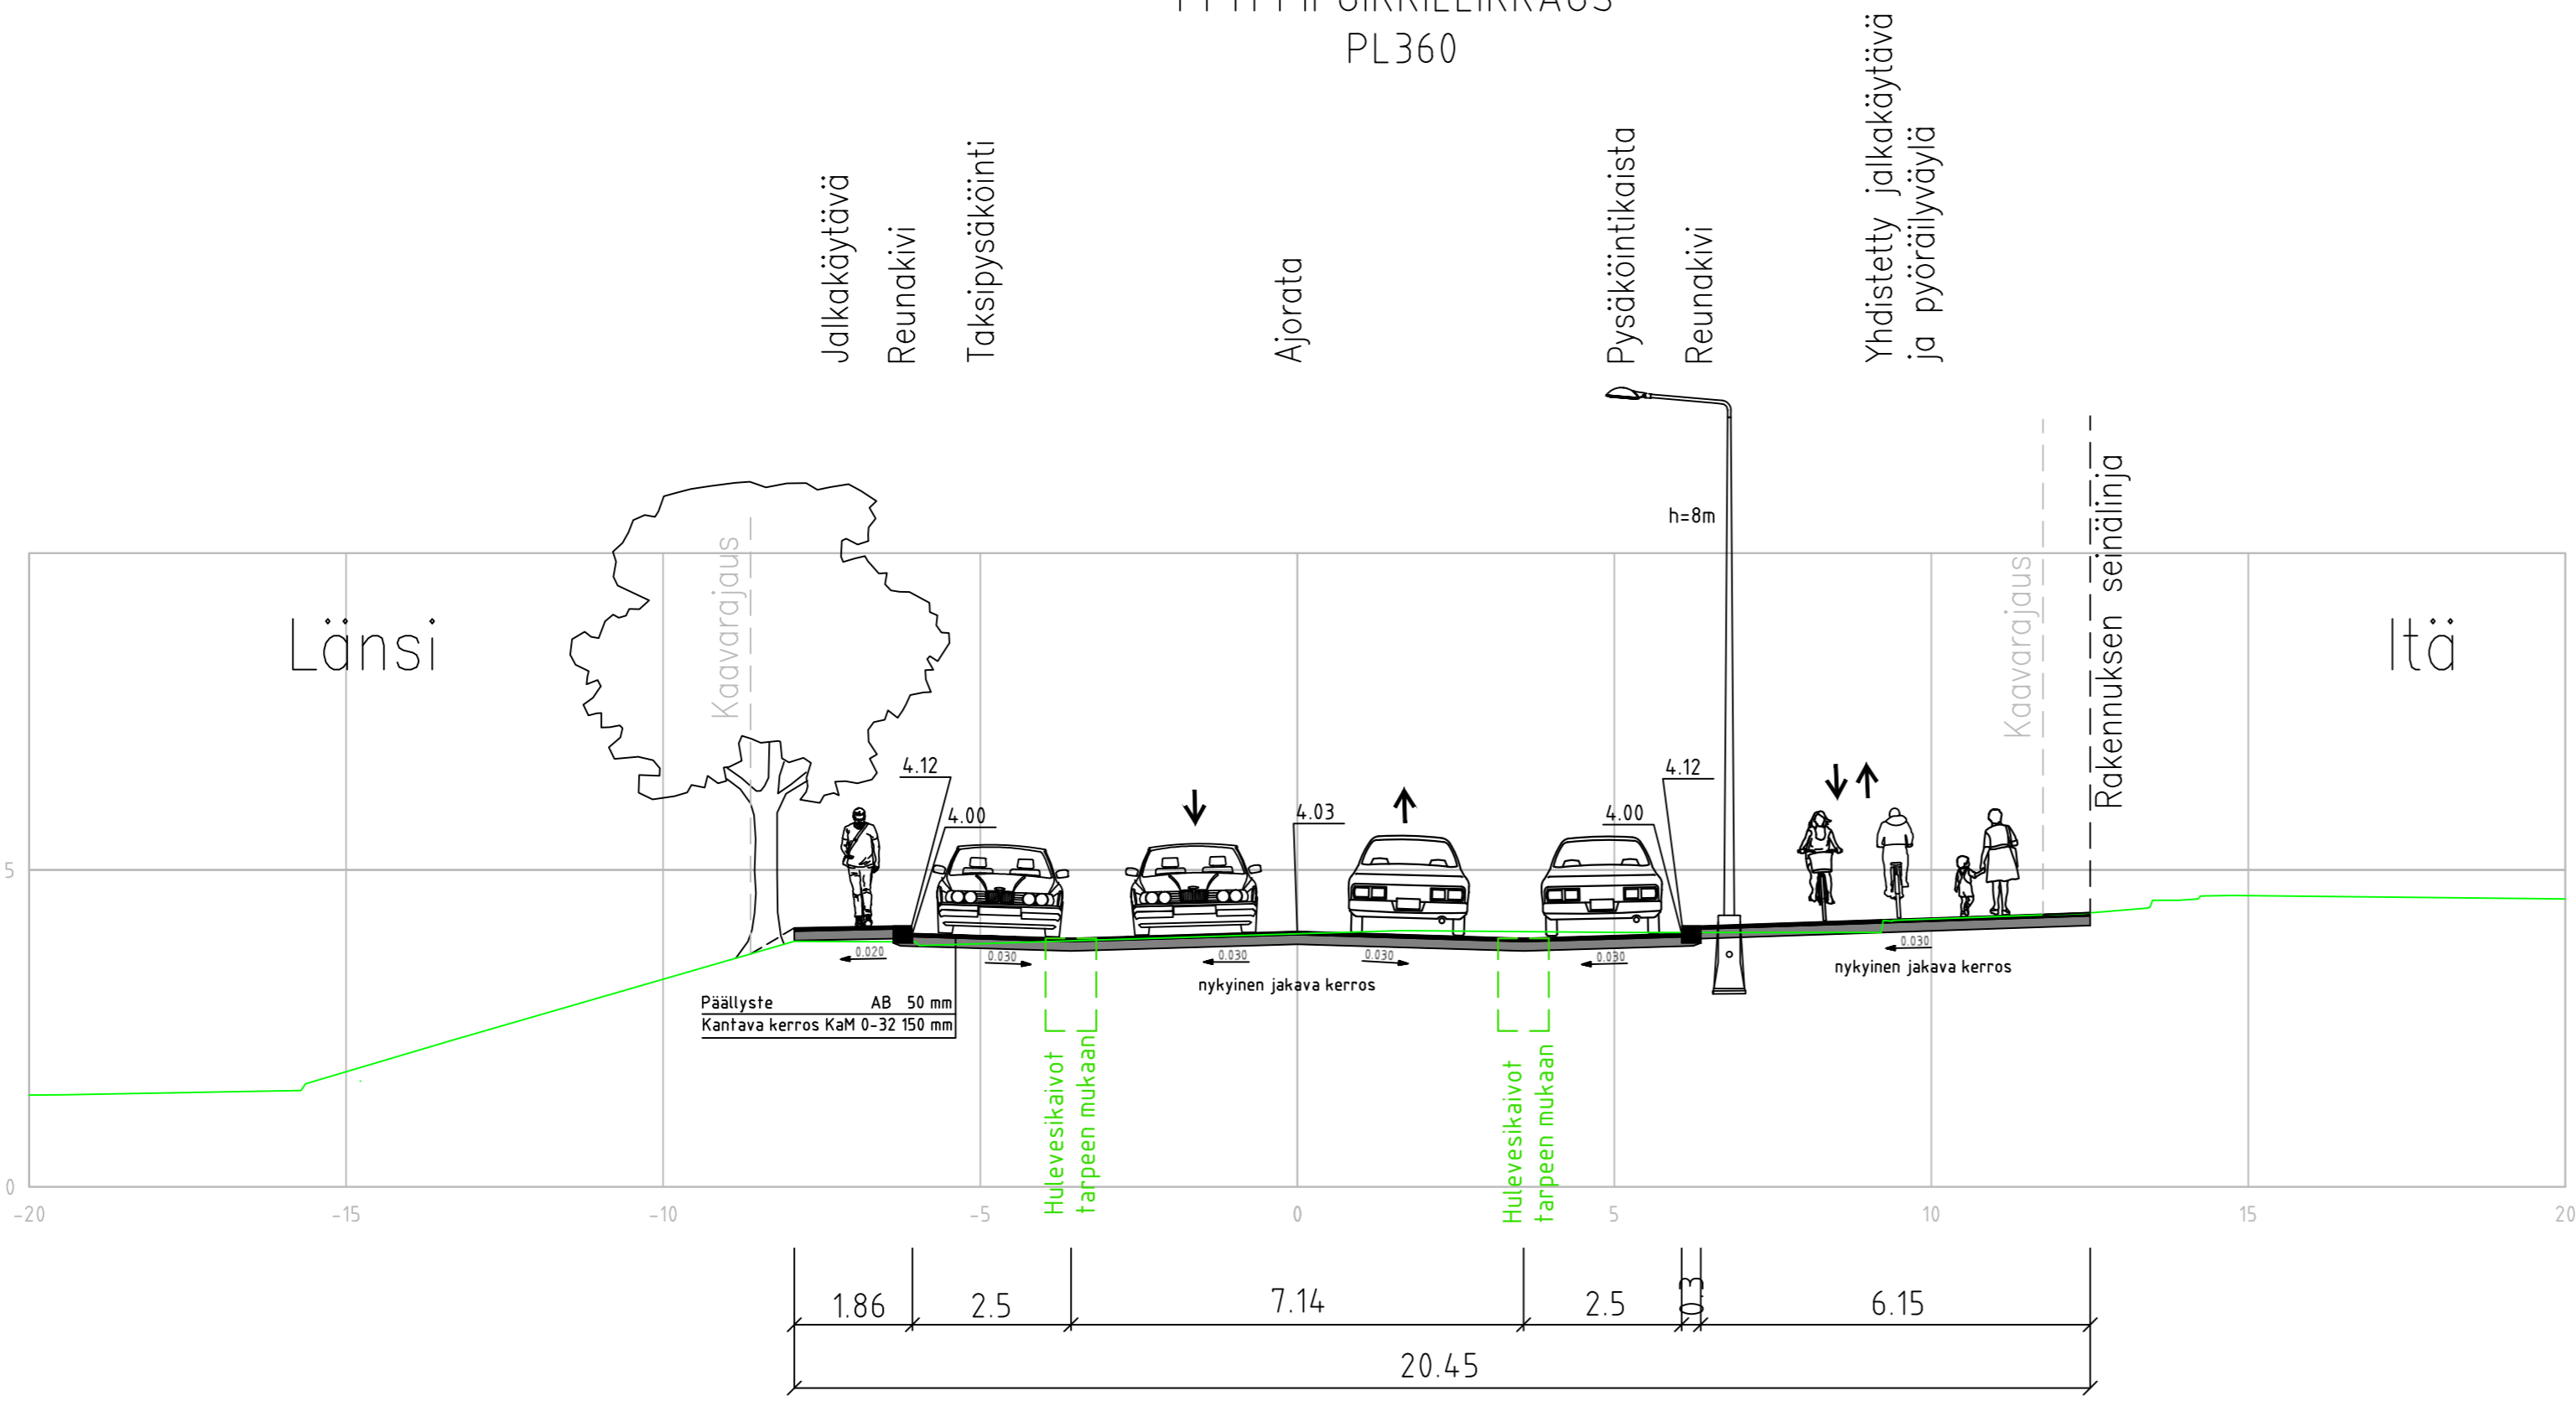 PL360
Jalkakäytävä
Reunakivi
Taksipysäköinti
Ajorata
Pysäköintikaista
Reunakivi
Yhdistetty jalkakäytävä
ja pyöräilyväylä
h=8m
Kaavarajaus
Kaavarajaus
Rakennuksen seinälinja
Länsi
Itä
4.12
4.00
4.03
4.00
4.12
5
0.020
0.030
0.030
0.030
0.030
0.030
nykyinen jakava kerros
nykyinen jakava kerros
Päällyste AB 50 mm
Kantava kerros KaM 0-32 150 mm
Hulevesikaivot
tarpeen mukaan
Hulevesikaivot
tarpeen mukaan
0
-20
-15
-10
-5
0
5
10
15
20
1.86
2.5
7.14
2.5
0.3
6.15
20.45